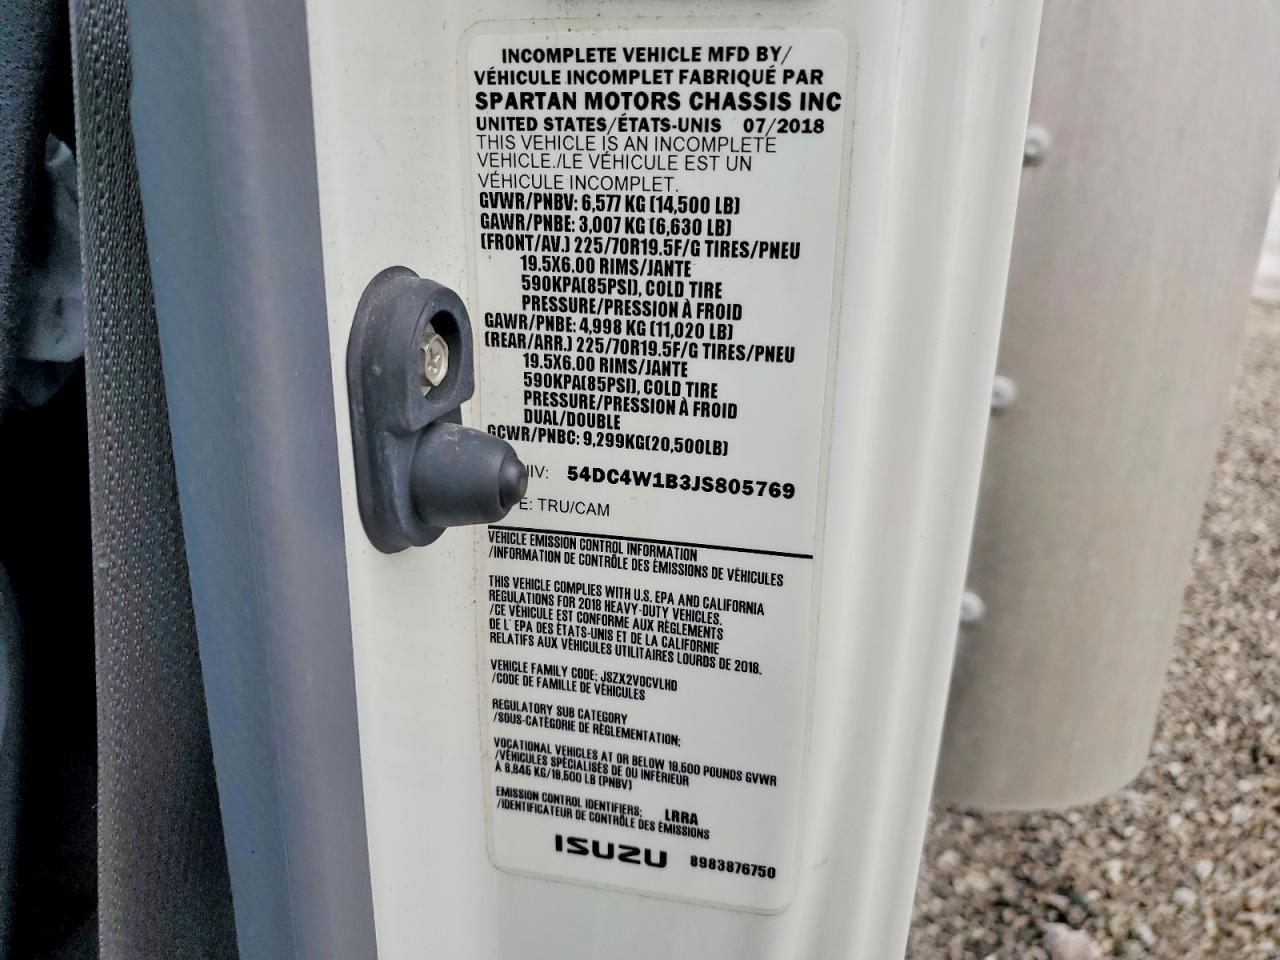 INCOMPLETE VEHICLE MFD BY/
VÉHICULE INCOMPLET FABRIQUÉ PAR
SPARTAN MOTORS CHASSIS INC
UNITED STATES/ÉTATS-UNIS 07/2018
THIS VEHICLE IS AN INCOMPLETE
VEHICLE./LE VÉHICULE EST UN
VÉHICULE INCOMPLET.
GVWR/PNBV: 6,577 KG (14,500 LB)
GAWR/PNBE: 3,007 KG (6,630 LB)
(FRONT/AV.) 225/70R19.5F/G TIRES/PNEU
19.5X6.00 RIMS/JANTE
590KPA(85PSI), COLD TIRE
PRESSURE/PRESSION À FROID
GAWR/PNBE: 4,998 KG (11,020 LB)
(REAR/ARR.) 225/70R19.5F/G TIRES/PNEU
19.5X6.00 RIMS/JANTE
590KPA(85PSI), COLD TIRE
PRESSURE/PRESSION À FROID
DUAL/DOUBLE
GCWR/PNBC: 9,299KG(20,500LB)
IV: 54DC4W1B3JS805769
E: TRU/CAM
VEHICLE EMISSION CONTROL INFORMATION
/INFORMATION DE CONTRÔLE DES ÉMISSIONS DE VÉHICULES
THIS VEHICLE COMPLIES WITH U.S. EPA AND CALIFORNIA
REGULATIONS FOR 2018 HEAVY-DUTY VEHICLES.
/CE VÉHICULE EST CONFORME AUX RÈGLEMENTS
DE L' EPA DES ÉTATS-UNIS ET DE LA CALIFORNIE
RELATIFS AUX VÉHICULES UTILITAIRES LOURDS DE 2018.
VEHICLE FAMILY CODE: JSZX2VOCVLHD
/CODE DE FAMILLE DE VÉHICULES
REGULATORY SUB CATEGORY
/SOUS-CATÉGORIE DE RÉGLEMENTATION:
VOCATIONAL VEHICLES AT OR BELOW 19,500 POUNDS GVWR
/VÉHICULES SPÉCIALISÉS DE OU INFÉRIEUR
À 8,845 KG/19,500 LB (PNBV)
EMISSION CONTROL IDENTIFIERS: LRRA
/IDENTIFICATEUR DE CONTRÔLE DES ÉMISSIONS
ISUZU 8983876750